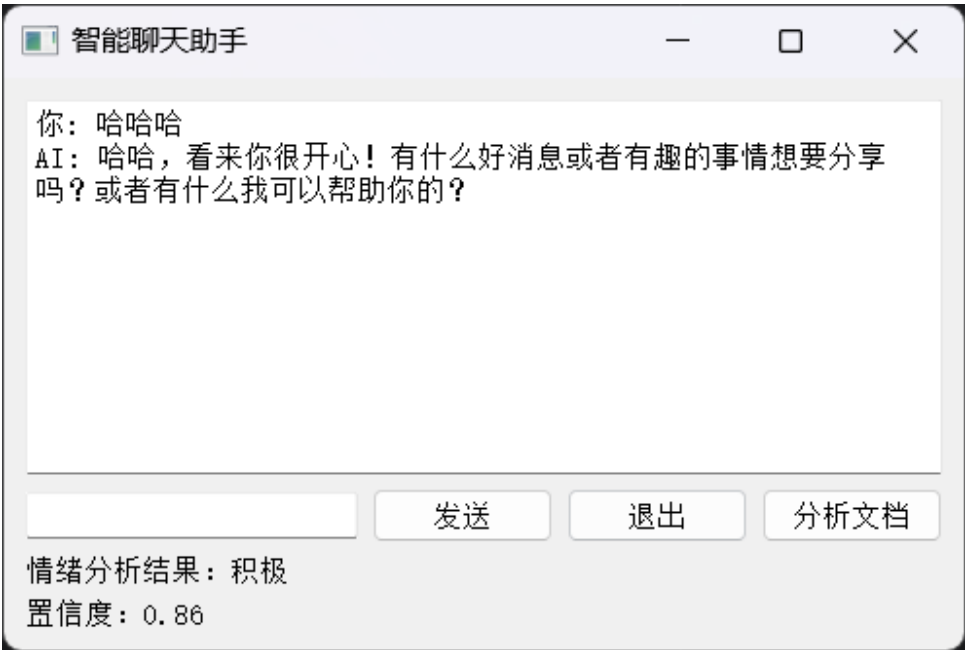 智能聊天助手
你: 哈哈哈
AI: 哈哈，看来你很开心！有什么好消息或者有趣的事情想要分享
吗？或者有什么我可以帮助你的？
发送 退出 分析文档
情绪分析结果：积极
置信度：0.86